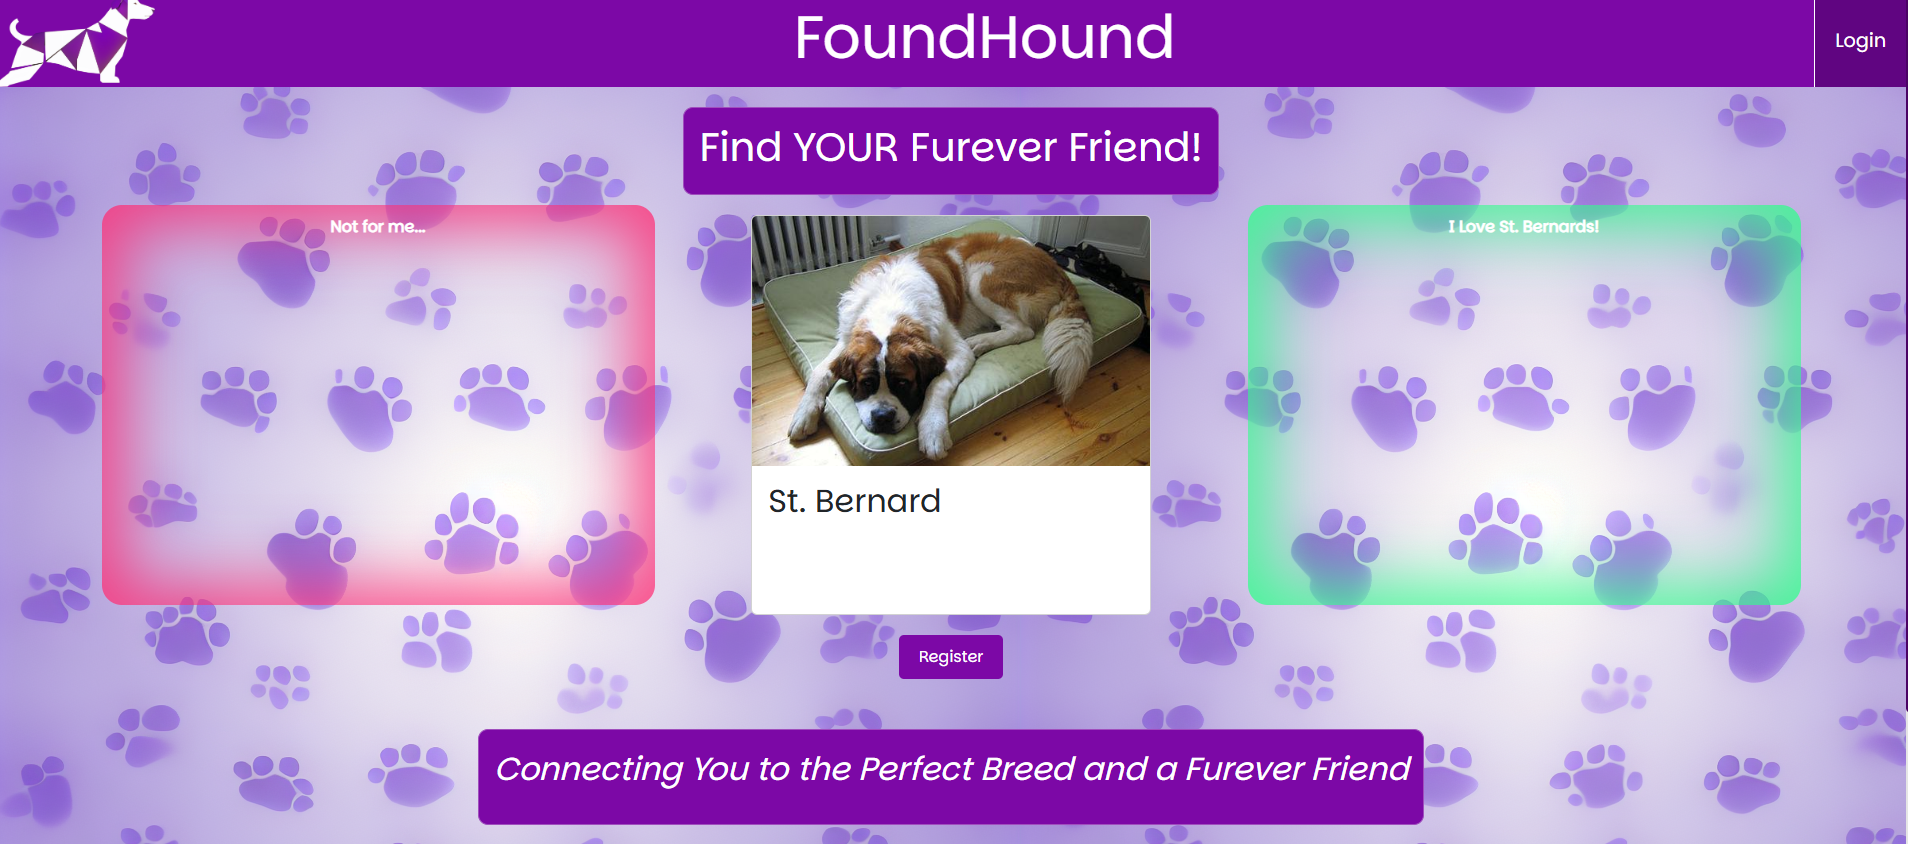 FoundHound
Login
Find YOUR Furever Friend!
Not for me...
I Love St. Bernards!
St. Bernard
Register
Connecting You to the Perfect Breed and a Furever Friend